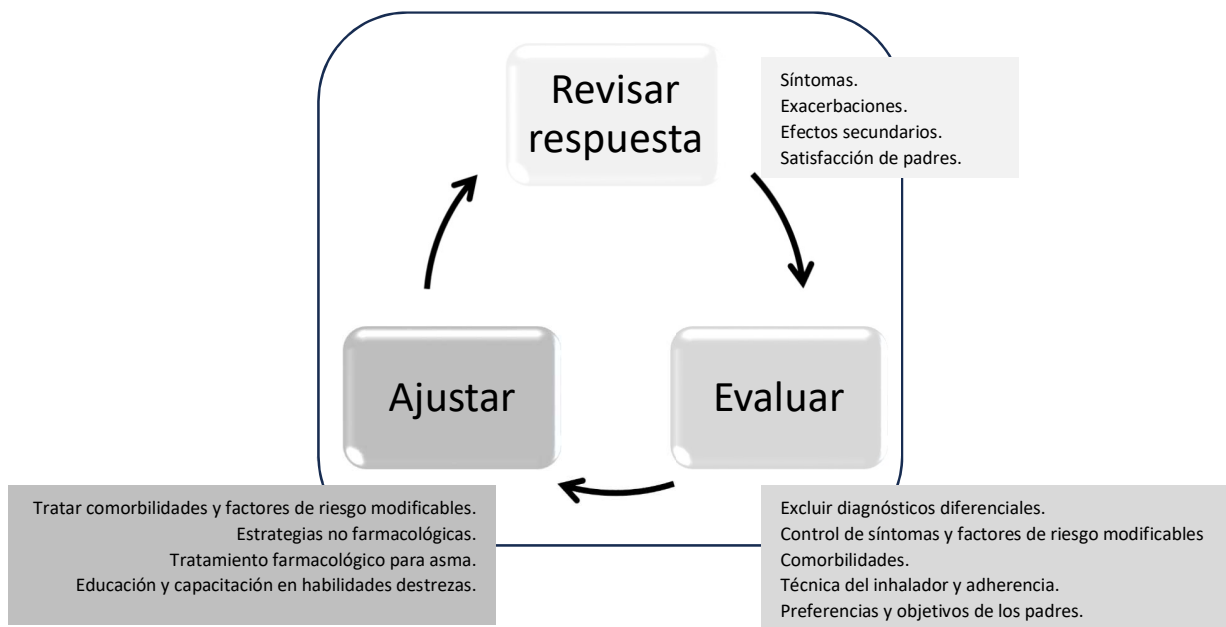 Revisar
respuesta
Síntomas.
Exacerbaciones.
Efectos secundarios.
Satisfacción de padres.
Ajustar
Evaluar
Tratar comorbilidades y factores de riesgo modificables.
Estrategias no farmacológicas.
Tratamiento farmacológico para asma.
Educación y capacitación en habilidades destrezas.
Excluir diagnósticos diferenciales.
Control de síntomas y factores de riesgo modificables
Comorbilidades.
Técnica del inhalador y adherencia.
Preferencias y objetivos de los padres.